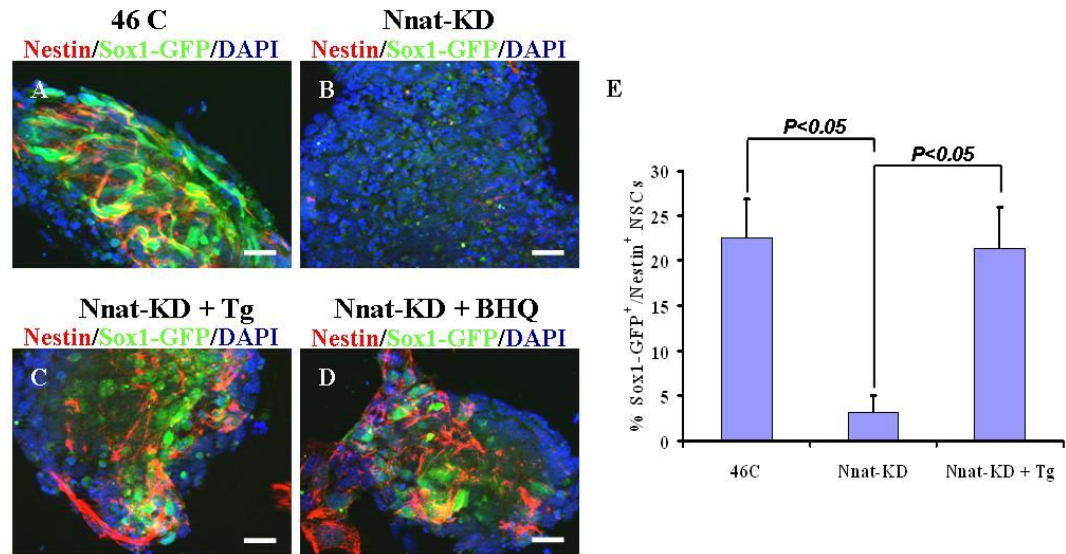 46 C
Nestin/Sox1-GFP/DAPI
A
Nnat-KD
Nestin/Sox1-GFP/DAPI
B
Nnat-KD + Tg
Nestin/Sox1-GFP/DAPI
C
Nnat-KD + BHQ
Nestin/Sox1-GFP/DAPI
D
E
P<0.05
P<0.05
% Sox1-GFP+/Nestin+ NSCs
30
25
20
15
10
5
0
46C
Nnat-KD
Nnat-KD + Tg